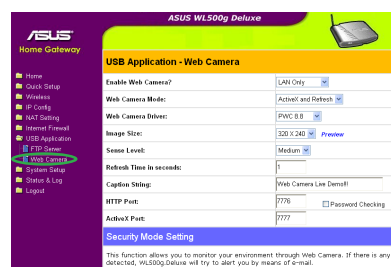 ASUS WL500g Deluxe
ASUS
Home Gateway
Home
Quick Setup
Wireless
IP Config
NAT Setting
Internet Firewall
USB Application
FTP Server
Web Camera
System Setup
Status & Log
Logout
USB Application - Web Camera
Enable Web Camera? LAN Only
Web Camera Mode: ActiveX and Refresh
Web Camera Driver: PWC 8.8
Image Size: 320 X 240 Preview
Sense Level: Medium
Refresh Time in seconds: 1
Caption String: Web Camera Live Demo!!!
HTTP Port: 7776 Password Checking
ActiveX Port: 7777
Security Mode Setting
This function allows you to monitor your environment through Web Camera. If there is any
detected, WL500g.Deluxe will try to alert you by means of e-mail.